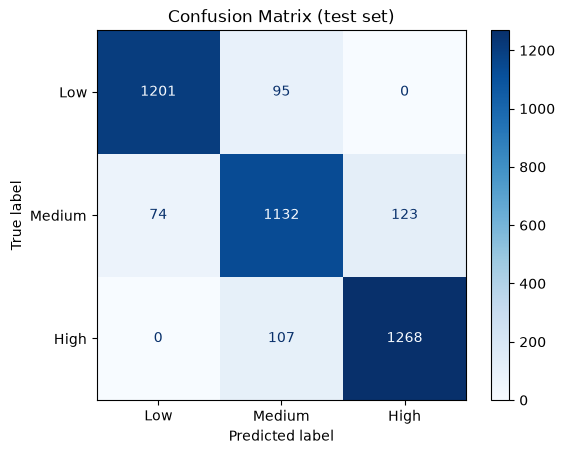 Confusion Matrix (test set)
True label
Low
1201 95 0
Medium
74 1132 123
High
0 107 1268
Low Medium High
Predicted label
1200
1000
800
600
400
200
0